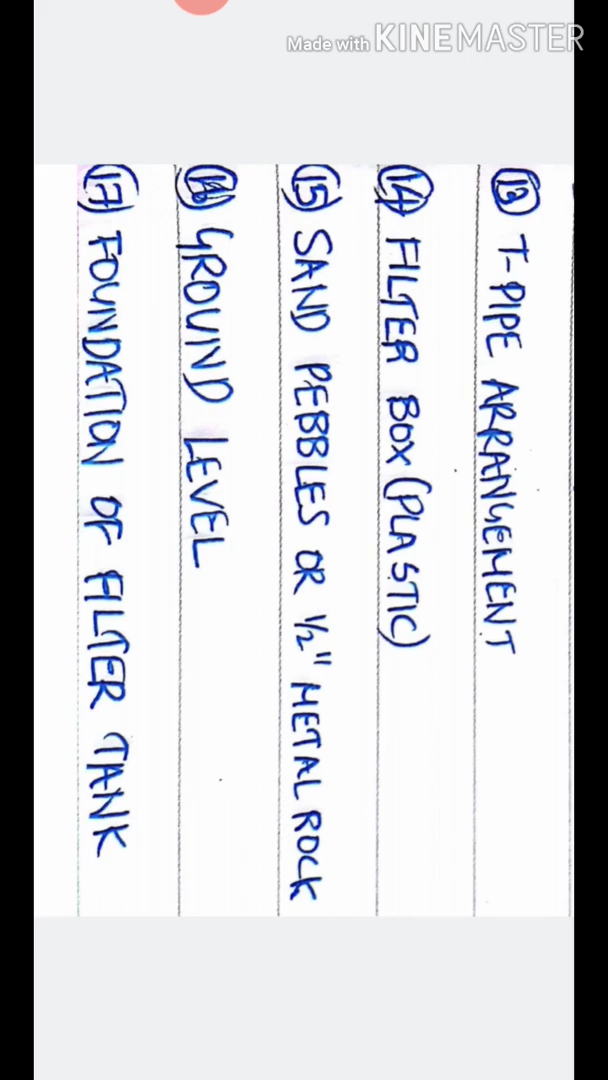 Made with KINEMASTER
(13) T-PIPE ARRANGEMENT
(14) FILTER BOX (PLASTIC)
(15) SAND PEBBLES OR 1/2" METAL ROCK
(16) GROUND LEVEL
(17) FOUNDATION OF FILTER TANK